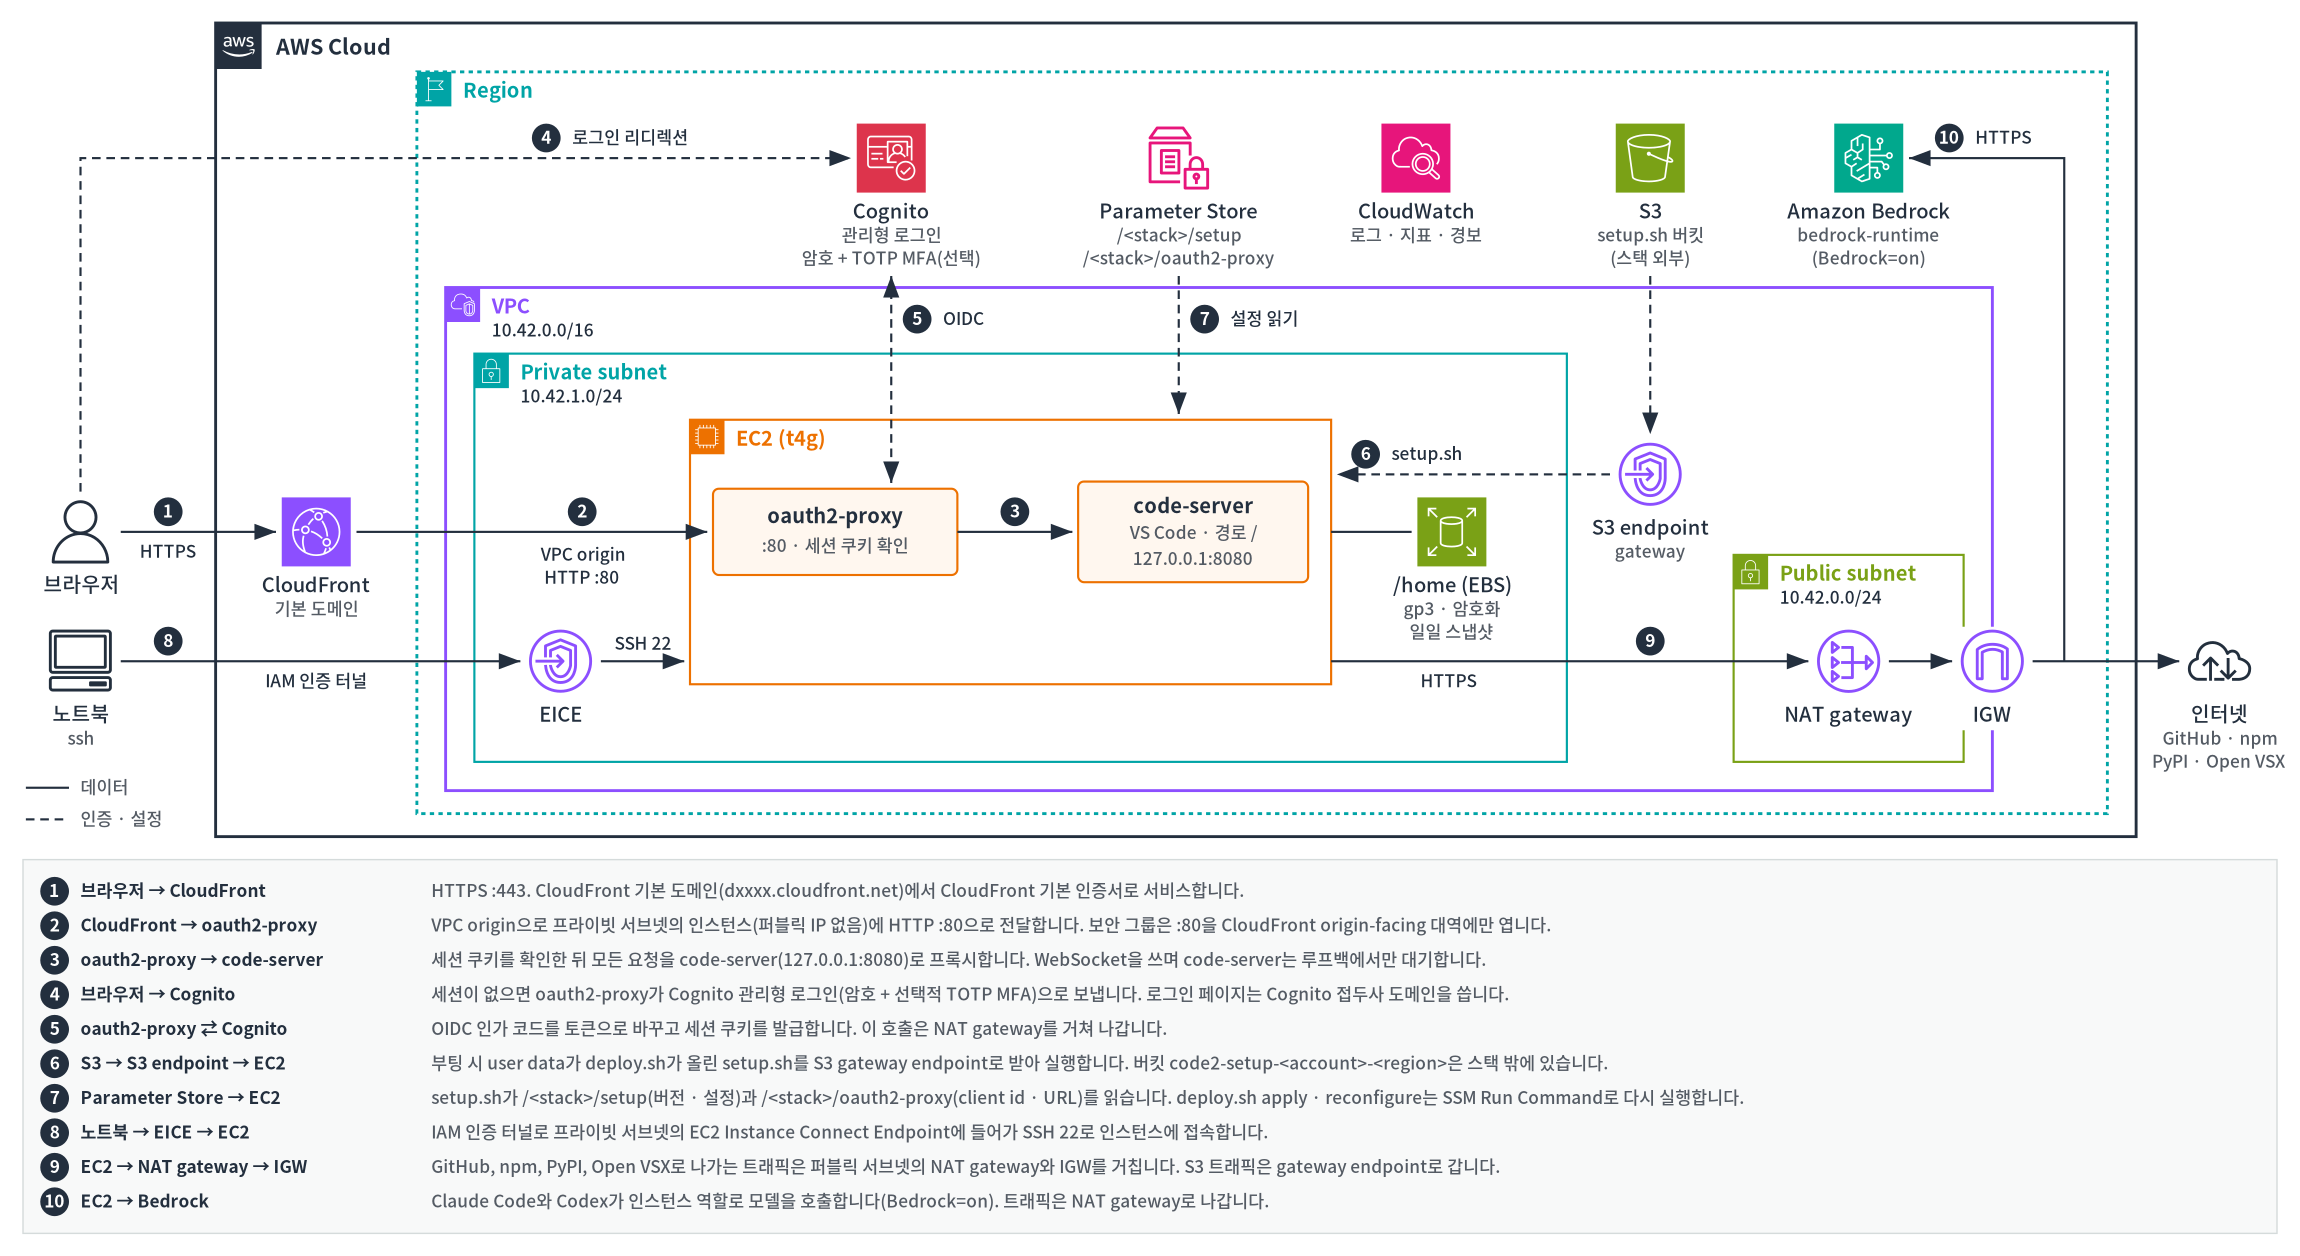 aws
AWS Cloud
Region
4 로그인 리디렉션
10 HTTPS
Cognito
관리형 로그인
암호 + TOTP MFA(선택)
Parameter Store
/<stack>/setup
/<stack>/oauth2-proxy
CloudWatch
로그 · 지표 · 경보
S3
setup.sh 버킷
(스택 외부)
Amazon Bedrock
bedrock-runtime
(Bedrock=on)
VPC
10.42.0.0/16
5 OIDC
7 설정 읽기
Private subnet
10.42.1.0/24
EC2 (t4g)
6 setup.sh
1
HTTPS
브라우저
CloudFront
기본 도메인
2
VPC origin
HTTP :80
oauth2-proxy
:80 · 세션 쿠키 확인
3
code-server
VS Code · 경로 /
127.0.0.1:8080
/home (EBS)
gp3 · 암호화
일일 스냅샷
S3 endpoint
gateway
Public subnet
10.42.0.0/24
8
IAM 인증 터널
노트북
ssh
SSH 22
EICE
9
HTTPS
NAT gateway
IGW
인터넷
GitHub · npm
PyPI · Open VSX
데이터
인증 · 설정
1 브라우저 → CloudFront HTTPS :443. CloudFront 기본 도메인(dxxxx.cloudfront.net)에서 CloudFront 기본 인증서로 서비스합니다.
2 CloudFront → oauth2-proxy VPC origin으로 프라이빗 서브넷의 인스턴스(퍼블릭 IP 없음)에 HTTP :80으로 전달합니다. 보안 그룹은 :80을 CloudFront origin-facing 대역에만 엽니다.
3 oauth2-proxy → code-server 세션 쿠키를 확인한 뒤 모든 요청을 code-server(127.0.0.1:8080)로 프록시합니다. WebSocket을 쓰며 code-server는 루프백에서만 대기합니다.
4 브라우저 → Cognito 세션이 없으면 oauth2-proxy가 Cognito 관리형 로그인(암호 + 선택적 TOTP MFA)으로 보냅니다. 로그인 페이지는 Cognito 접두사 도메인을 씁니다.
5 oauth2-proxy ⇄ Cognito OIDC 인가 코드를 토큰으로 바꾸고 세션 쿠키를 발급합니다. 이 호출은 NAT gateway를 거쳐 나갑니다.
6 S3 → S3 endpoint → EC2 부팅 시 user data가 deploy.sh가 올린 setup.sh를 S3 gateway endpoint로 받아 실행합니다. 버킷 code2-setup-<account>-<region>은 스택 밖에 있습니다.
7 Parameter Store → EC2 setup.sh가 /<stack>/setup(버전 · 설정)과 /<stack>/oauth2-proxy(client id · URL)를 읽습니다. deploy.sh apply · reconfigure는 SSM Run Command로 다시 실행합니다.
8 노트북 → EICE → EC2 IAM 인증 터널로 프라이빗 서브넷의 EC2 Instance Connect Endpoint에 들어가 SSH 22로 인스턴스에 접속합니다.
9 EC2 → NAT gateway → IGW GitHub, npm, PyPI, Open VSX로 나가는 트래픽은 퍼블릭 서브넷의 NAT gateway와 IGW를 거칩니다. S3 트래픽은 gateway endpoint로 갑니다.
10 EC2 → Bedrock Claude Code와 Codex가 인스턴스 역할로 모델을 호출합니다(Bedrock=on). 트래픽은 NAT gateway로 나갑니다.